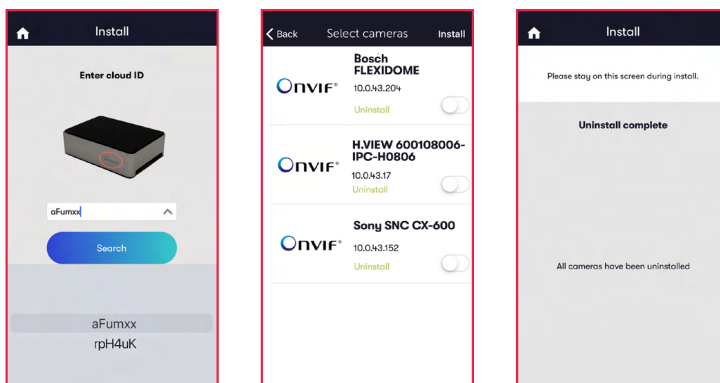 Install
Enter cloud ID
aFumxx
Search
aFumxx
rpH4uK
Back
Select cameras
Install
Bosch
FLEXIDOME
ONVIF®
10.0.43.204
Uninstall
H.VIEW 600108006-
IPC-H0806
ONVIF®
10.0.43.17
Uninstall
Sony SNC CX-600
ONVIF®
10.0.43.152
Uninstall
Install
Please stay on this screen during install.
Uninstall complete
All cameras have been uninstalled